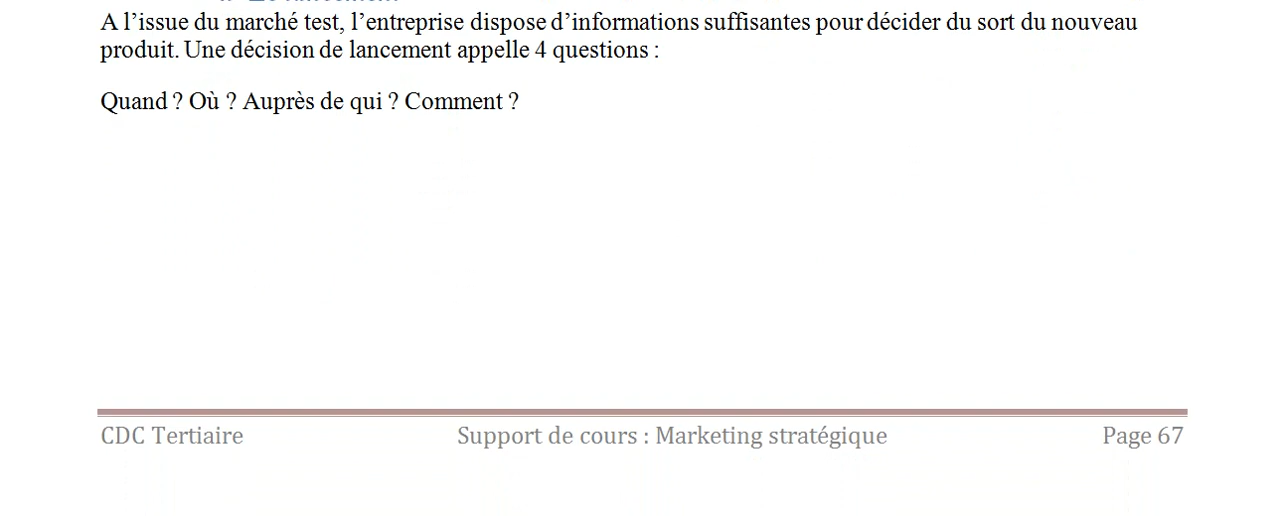 A l’issue du marché test, l’entreprise dispose d’informations suffisantes pour décider du sort du nouveau
produit. Une décision de lancement appelle 4 questions :
Quand ? Où ? Auprès de qui ? Comment ?
CDC Tertiaire Support de cours : Marketing stratégique Page 67